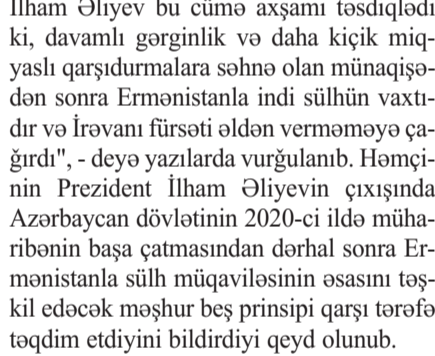 İlham Əliyev bu cümə axşamı təsdiqlədi
ki, davamlı gərginlik və daha kiçik miq-
yaslı qarşıdurmalara səhnə olan münaqişə-
dən sonra Ermənistanla indi sülhün vaxtı-
dır və İrəvanı fürsəti əldən verməməyə ça-
ğırdı", - deyə yazılarda vurğulanıb. Həmçi-
nin Prezident İlham Əliyevin çıxışında
Azərbaycan dövlətinin 2020-ci ildə müha-
ribənin başa çatmasından dərhal sonra Er-
mənistanla sülh müqaviləsinin əsasını təş-
kil edəcək məşhur beş prinsipi qarşı tərəfə
təqdim etdiyini bildirdiyi qeyd olunub.